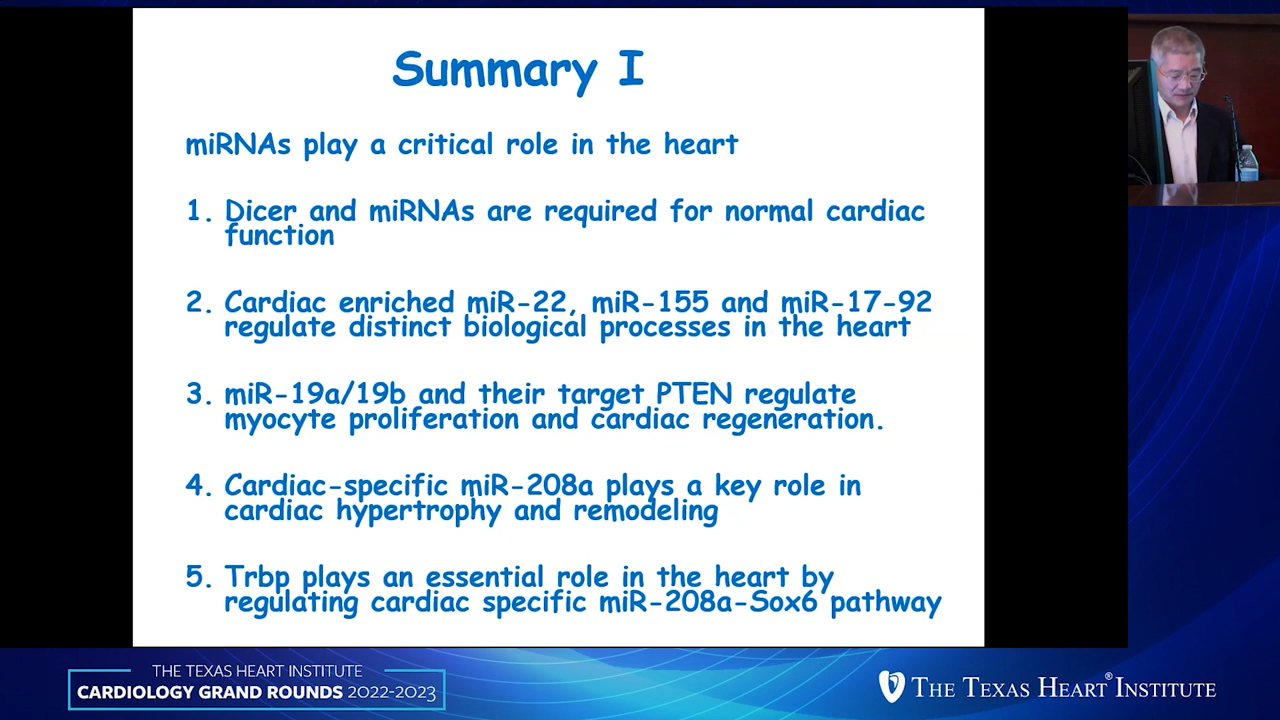 Summary I
miRNAs play a critical role in the heart
1. Dicer and miRNAs are required for normal cardiac
function
2. Cardiac enriched miR-22, miR-155 and miR-17-92
regulate distinct biological processes in the heart
3. miR-19a/19b and their target PTEN regulate
myocyte proliferation and cardiac regeneration.
4. Cardiac-specific miR-208a plays a key role in
cardiac hypertrophy and remodeling
5. Trbp plays an essential role in the heart by
regulating cardiac specific miR-208a-Sox6 pathway
THE TEXAS HEART INSTITUTE
CARDIOLOGY GRAND ROUNDS 2022-2023
THE TEXAS HEART® INSTITUTE